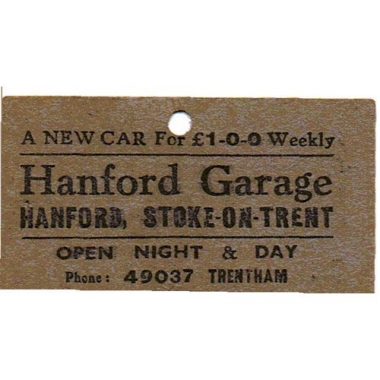 A NEW CAR For £1-0-0 Weekly
Hanford Garage
HANFORD, STOKE-ON-TRENT
OPEN NIGHT & DAY
Phone: 49037 TRENTHAM